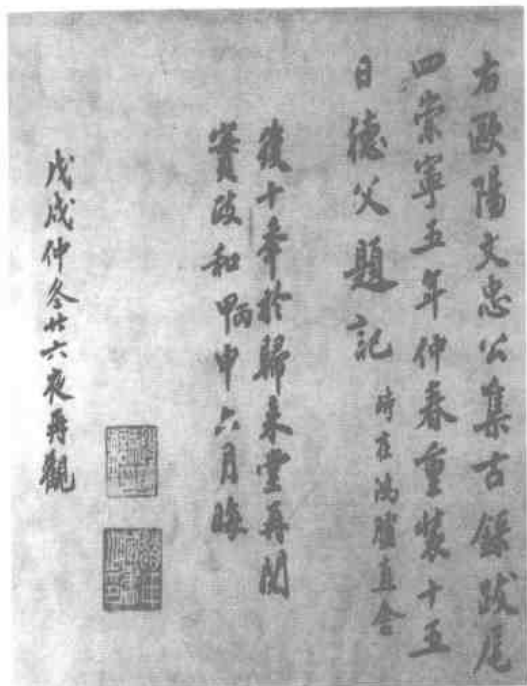 右歐陽文忠公集古錄跋尾
四崇寧五年仲春重裝十五
日德父題記 時在鴻臚直舍
後十年於歸來堂再閱
實政和甲丙申六月晦
戊戌仲冬廿六夜再觀